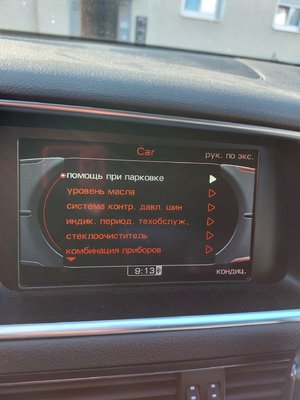 Car
рук. по экс.
помощь при парковке
уровень масла
система контр. давл. шин
индик. период. техобслуж.
стеклоочиститель
комбинация приборов
9:13
кондиц.